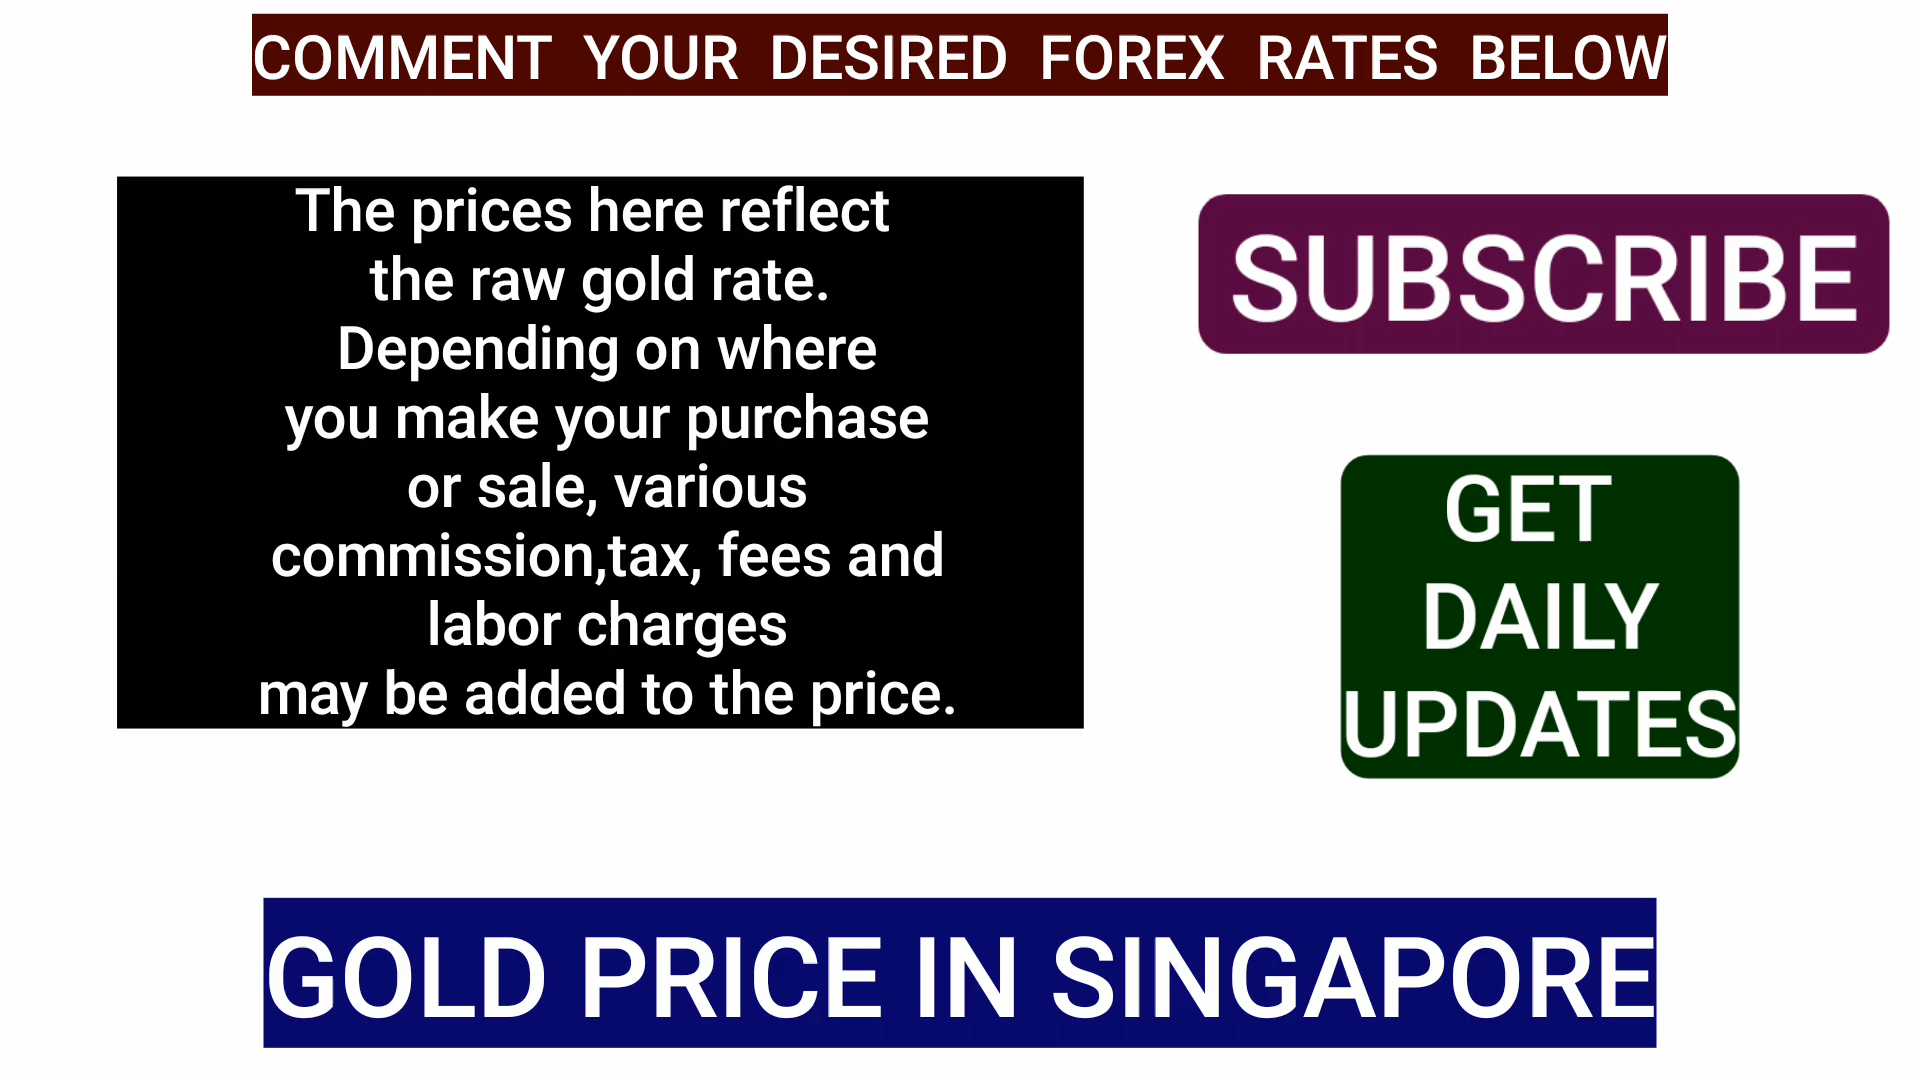 COMMENT YOUR DESIRED FOREX RATES BELOW
The prices here reflect
the raw gold rate.
Depending on where
you make your purchase
or sale, various
commission,tax, fees and
labor charges
may be added to the price.
SUBSCRIBE
GET
DAILY
UPDATES
GOLD PRICE IN SINGAPORE